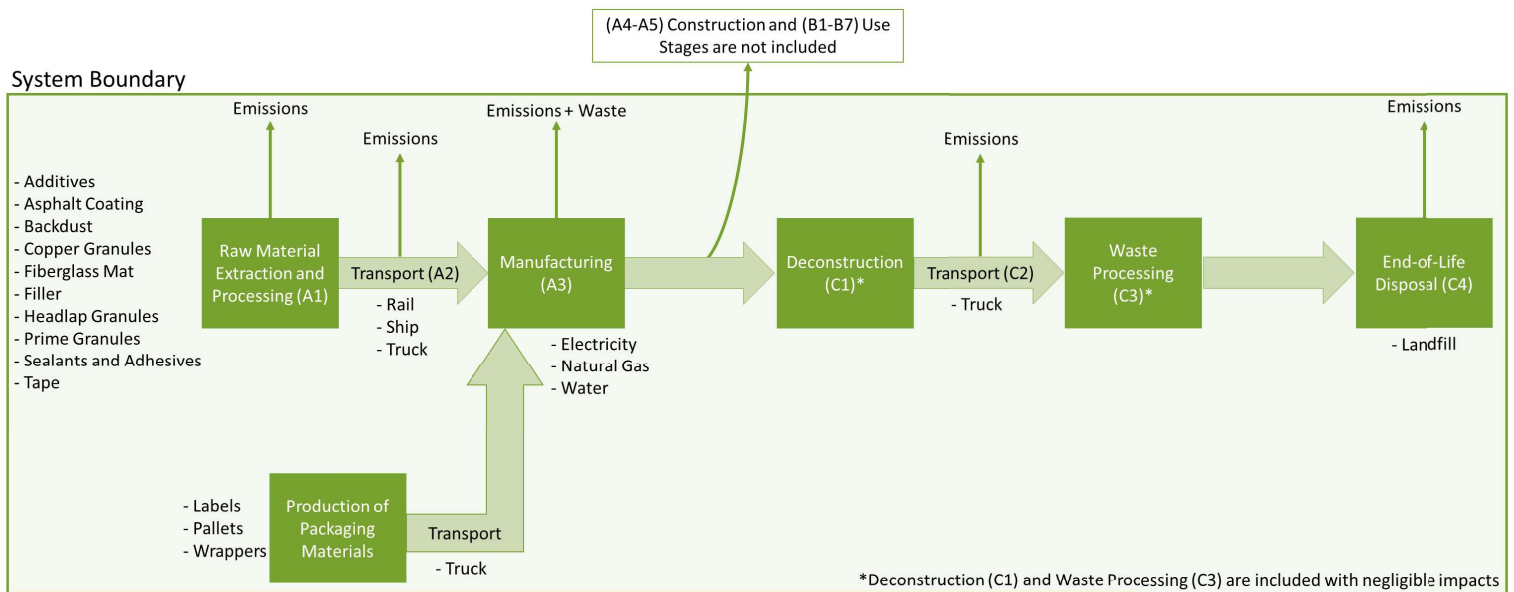 (A4-A5) Construction and (B1-B7) Use
Stages are not included
System Boundary
Emissions
Emissions
Emissions + Waste
Emissions
Emissions
- Additives
- Asphalt Coating
- Backdust
- Copper Granules
- Fiberglass Mat
- Filler
- Headlap Granules
- Prime Granules
- Sealants and Adhesives
- Tape
Raw Material
Extraction and
Processing (A1)
Transport (A2)
- Rail
- Ship
- Truck
Manufacturing
(A3)
- Electricity
- Natural Gas
- Water
Deconstruction
(C1)*
Transport (C2)
- Truck
Waste
Processing
(C3)*
End-of-Life
Disposal (C4)
- Landfill
- Labels
- Pallets
- Wrappers
Production of
Packaging
Materials
Transport
- Truck
*Deconstruction (C1) and Waste Processing (C3) are included with negligible impacts